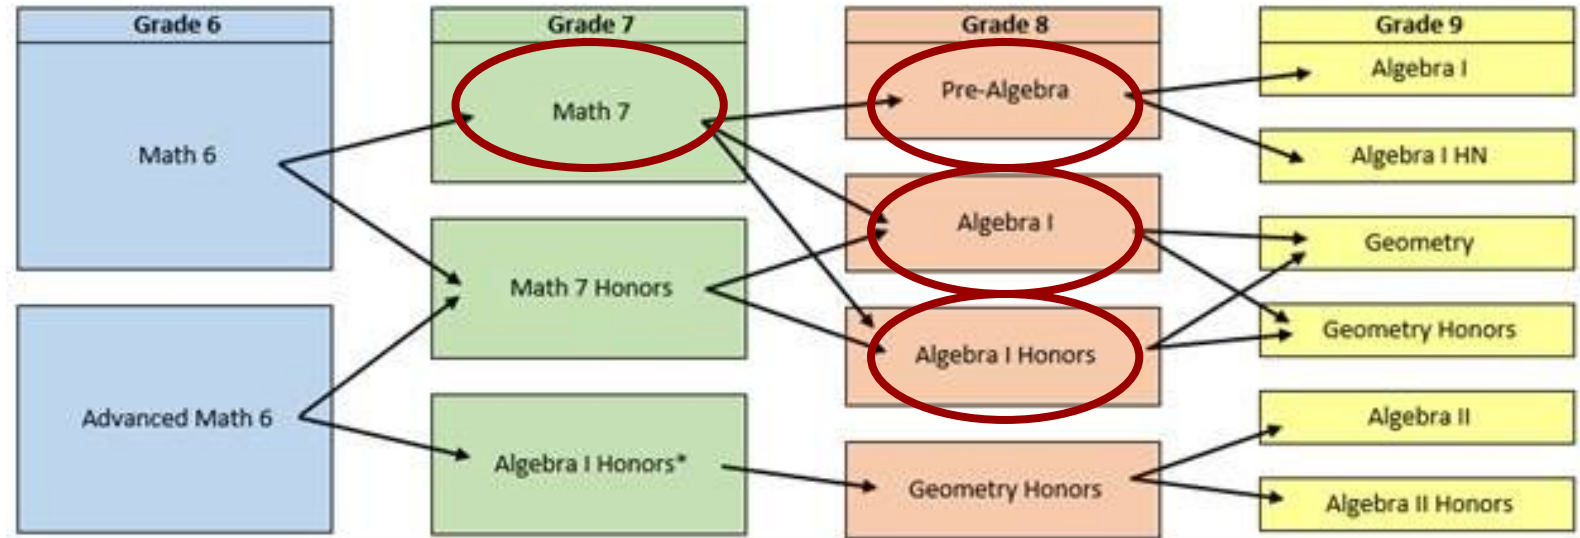 Grade 6
Math 6
Advanced Math 6
Grade 7
Math 7
Math 7 Honors
Algebra I Honors*
Grade 8
Pre-Algebra
Algebra I
Algebra I Honors
Geometry Honors
Grade 9
Algebra I
Algebra I HN
Geometry
Geometry Honors
Algebra II
Algebra II Honors